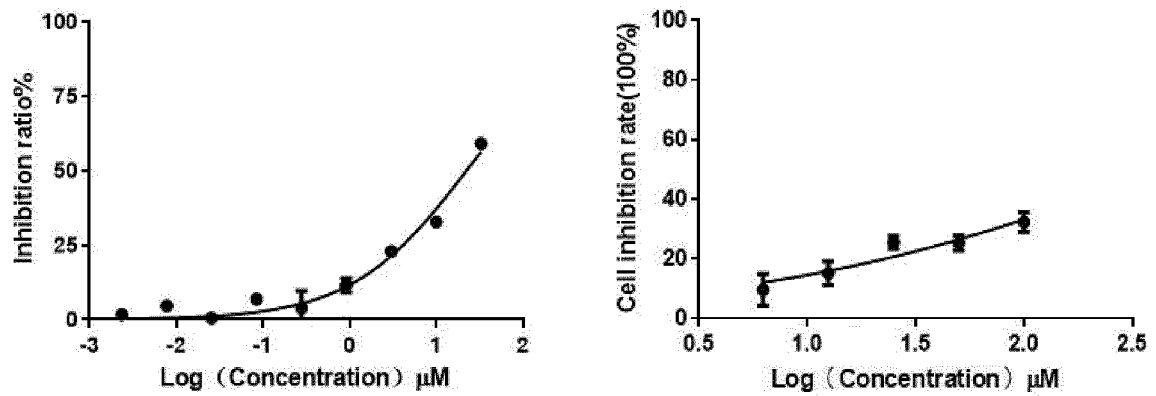 Inhibition ratio%
100
75
50
25
0
-3 -2 -1 0 1 2
Log（Concentration）μM
Cell inhibition rate(100%)
100
80
60
40
20
0
0.5 1.0 1.5 2.0 2.5
Log（Concentration）μM